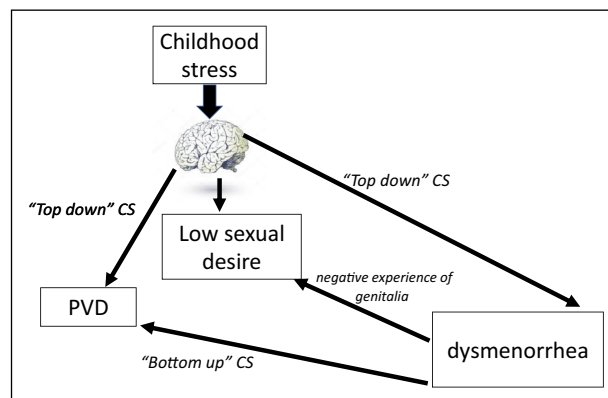 Childhood
stress
“Top down” CS
“Top down” CS
Low sexual
desire
negative experience of
genitalia
PVD
dysmenorrhea
“Bottom up” CS